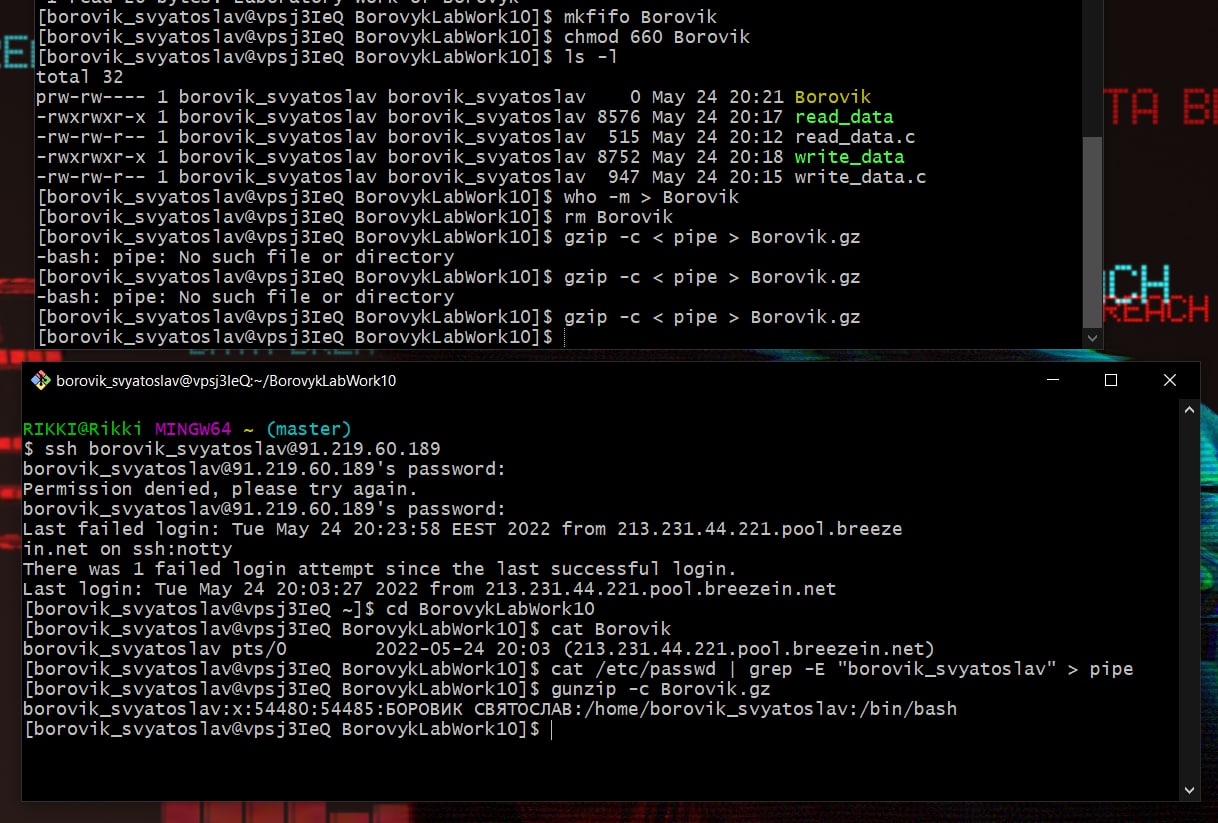 1 read 20 bytes: Laboratory work of Borovyk
[borovik_svyatoslav@vpsj3IeQ BorovykLabWork10]$ mkfifo Borovik
[borovik_svyatoslav@vpsj3IeQ BorovykLabWork10]$ chmod 660 Borovik
[borovik_svyatoslav@vpsj3IeQ BorovykLabWork10]$ ls -l
total 32
prw-rw---- 1 borovik_svyatoslav borovik_svyatoslav    0 May 24 20:21 Borovik
-rwxrwxr-x 1 borovik_svyatoslav borovik_svyatoslav 8576 May 24 20:17 read_data
-rw-rw-r-- 1 borovik_svyatoslav borovik_svyatoslav  515 May 24 20:12 read_data.c
-rwxrwxr-x 1 borovik_svyatoslav borovik_svyatoslav 8752 May 24 20:18 write_data
-rw-rw-r-- 1 borovik_svyatoslav borovik_svyatoslav  947 May 24 20:15 write_data.c
[borovik_svyatoslav@vpsj3IeQ BorovykLabWork10]$ who -m > Borovik
[borovik_svyatoslav@vpsj3IeQ BorovykLabWork10]$ rm Borovik
[borovik_svyatoslav@vpsj3IeQ BorovykLabWork10]$ gzip -c < pipe > Borovik.gz
-bash: pipe: No such file or directory
[borovik_svyatoslav@vpsj3IeQ BorovykLabWork10]$ gzip -c < pipe > Borovik.gz
-bash: pipe: No such file or directory
[borovik_svyatoslav@vpsj3IeQ BorovykLabWork10]$ gzip -c < pipe > Borovik.gz
[borovik_svyatoslav@vpsj3IeQ BorovykLabWork10]$
borovik_svyatoslav@vpsj3IeQ:~/BorovykLabWork10
RIKKI@Rikki MINGW64 ~ (master)
$ ssh borovik_svyatoslav@91.219.60.189
borovik_svyatoslav@91.219.60.189's password:
Permission denied, please try again.
borovik_svyatoslav@91.219.60.189's password:
Last failed login: Tue May 24 20:23:58 EEST 2022 from 213.231.44.221.pool.breeze
in.net on ssh:notty
There was 1 failed login attempt since the last successful login.
Last login: Tue May 24 20:03:27 2022 from 213.231.44.221.pool.breezein.net
[borovik_svyatoslav@vpsj3IeQ ~]$ cd BorovykLabWork10
[borovik_svyatoslav@vpsj3IeQ BorovykLabWork10]$ cat Borovik
borovik_svyatoslav pts/0        2022-05-24 20:03 (213.231.44.221.pool.breezein.net)
[borovik_svyatoslav@vpsj3IeQ BorovykLabWork10]$ cat /etc/passwd | grep -E "borovik_svyatoslav" > pipe
[borovik_svyatoslav@vpsj3IeQ BorovykLabWork10]$ gunzip -c Borovik.gz
borovik_svyatoslav:x:54480:54485:БОРОВИК СВЯТОСЛАВ:/home/borovik_svyatoslav:/bin/bash
[borovik_svyatoslav@vpsj3IeQ BorovykLabWork10]$